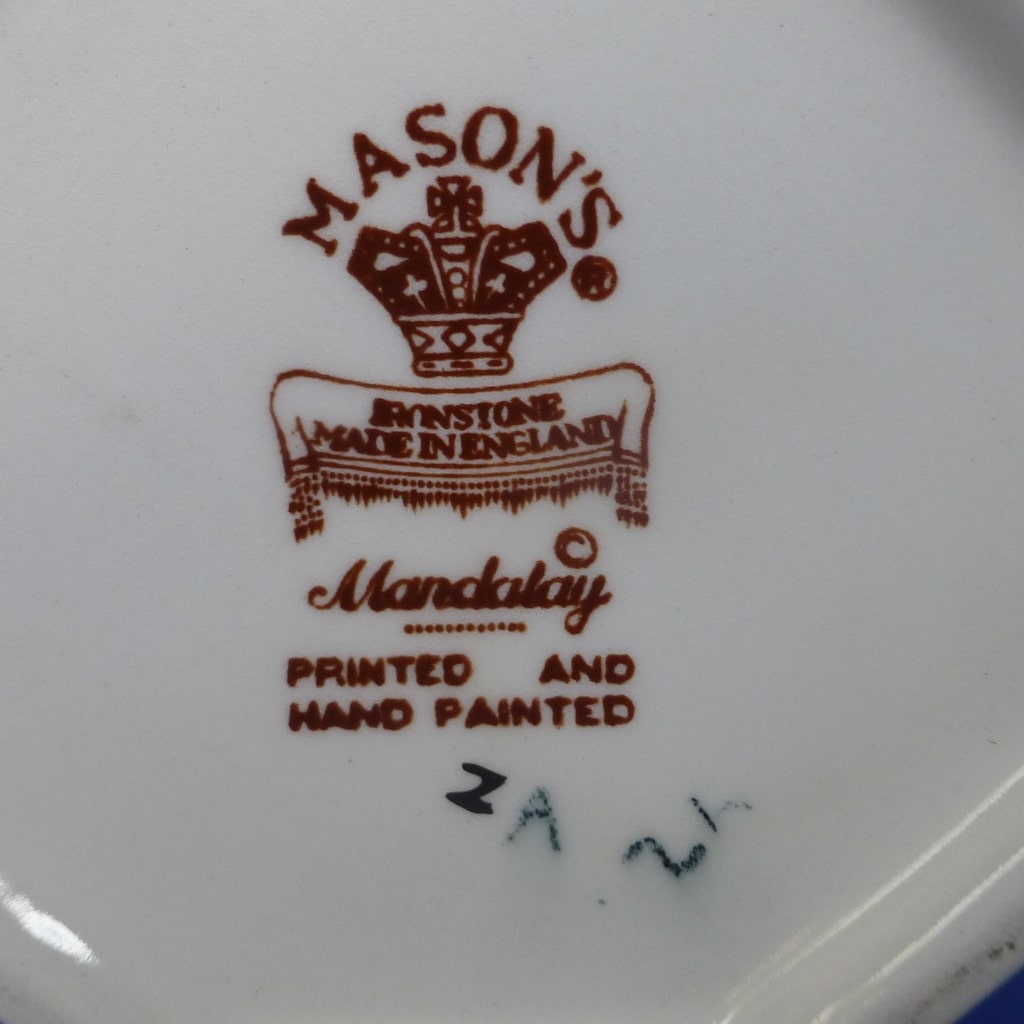 MASON'S®
IRONSTONE
MADE IN ENGLAND
©
Mandalay
PRINTED AND
HAND PAINTED
Z
A